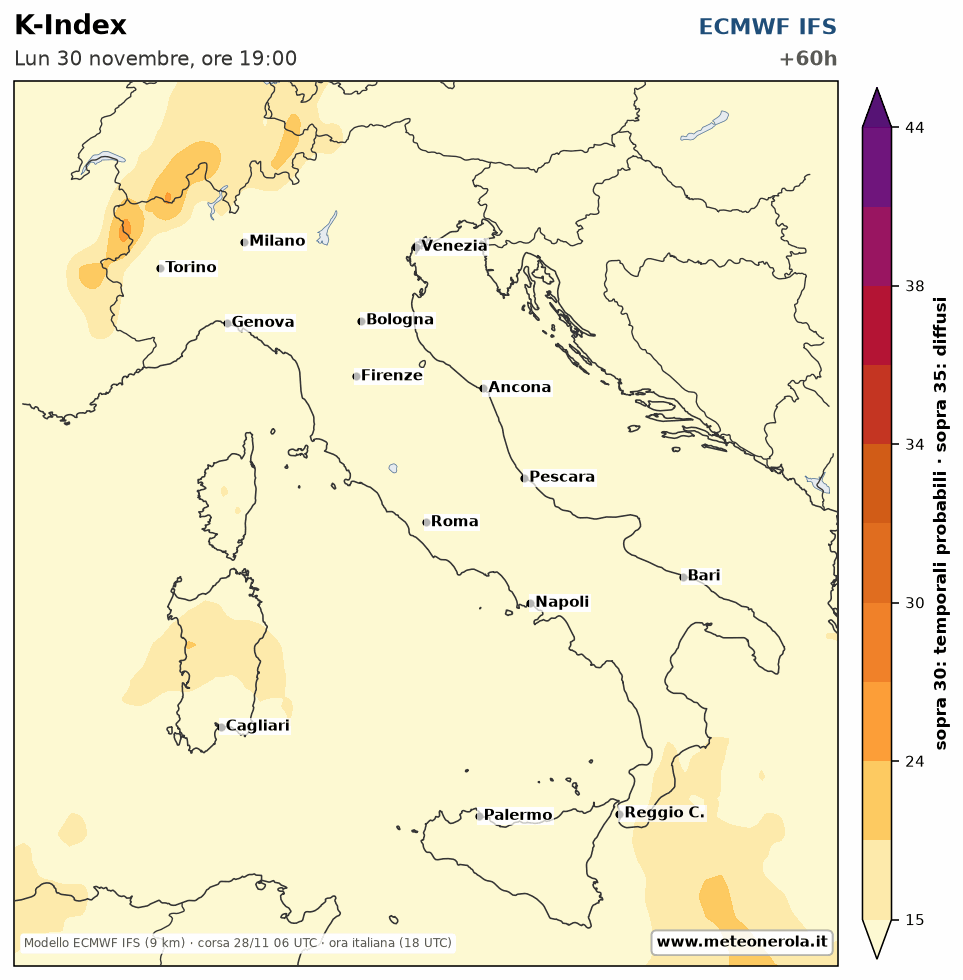 K-Index
ECMWF IFS
Lun 30 novembre, ore 19:00
+60h
Milano
Venezia
Torino
Genova
Bologna
Firenze
Ancona
Pescara
Roma
Bari
Napoli
Cagliari
Palermo
Reggio C.
44
38
34
30
24
15
sopra 30: temporali probabili · sopra 35: diffusi
Modello ECMWF IFS (9 km) · corsa 28/11 06 UTC · ora italiana (18 UTC)
www.meteonerola.it